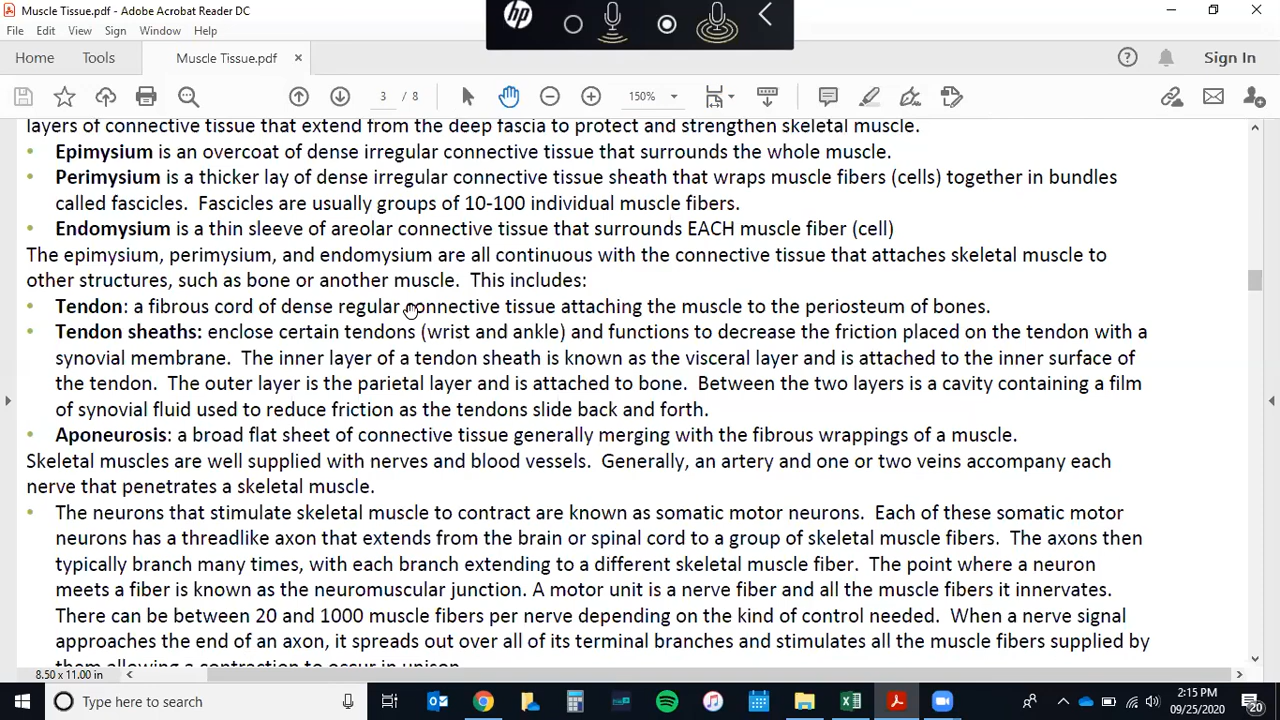 Muscle Tissue.pdf - Adobe Acrobat Reader DC
hp
File Edit View Sign Window Help
Home Tools Muscle Tissue.pdf × Sign In
3 / 8 150%
layers of connective tissue that extend from the deep fascia to protect and strengthen skeletal muscle.
• Epimysium is an overcoat of dense irregular connective tissue that surrounds the whole muscle.
• Perimysium is a thicker lay of dense irregular connective tissue sheath that wraps muscle fibers (cells) together in bundles
called fascicles. Fascicles are usually groups of 10-100 individual muscle fibers.
• Endomysium is a thin sleeve of areolar connective tissue that surrounds EACH muscle fiber (cell)
The epimysium, perimysium, and endomysium are all continuous with the connective tissue that attaches skeletal muscle to
other structures, such as bone or another muscle. This includes:
• Tendon: a fibrous cord of dense regular connective tissue attaching the muscle to the periosteum of bones.
• Tendon sheaths: enclose certain tendons (wrist and ankle) and functions to decrease the friction placed on the tendon with a
synovial membrane. The inner layer of a tendon sheath is known as the visceral layer and is attached to the inner surface of
the tendon. The outer layer is the parietal layer and is attached to bone. Between the two layers is a cavity containing a film
of synovial fluid used to reduce friction as the tendons slide back and forth.
• Aponeurosis: a broad flat sheet of connective tissue generally merging with the fibrous wrappings of a muscle.
Skeletal muscles are well supplied with nerves and blood vessels. Generally, an artery and one or two veins accompany each
nerve that penetrates a skeletal muscle.
• The neurons that stimulate skeletal muscle to contract are known as somatic motor neurons. Each of these somatic motor
neurons has a threadlike axon that extends from the brain or spinal cord to a group of skeletal muscle fibers. The axons then
typically branch many times, with each branch extending to a different skeletal muscle fiber. The point where a neuron
meets a fiber is known as the neuromuscular junction. A motor unit is a nerve fiber and all the muscle fibers it innervates.
There can be between 20 and 1000 muscle fibers per nerve depending on the kind of control needed. When a nerve signal
approaches the end of an axon, it spreads out over all of its terminal branches and stimulates all the muscle fibers supplied by
them allowing a contraction to occur in unison.
8.50 x 11.00 in
Type here to search
2:15 PM
09/25/2020
20